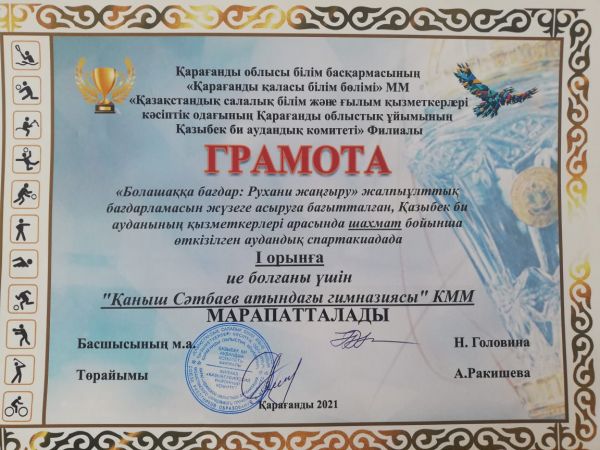 Қарағанды облысы білім басқармасының
«Қарағанды қаласы білім бөлімі» ММ
«Қазақстандық салалық білім және ғылым қызметкерлері
кәсіптік одағының Қарағанды облыстық ұйымының
Қазыбек би аудандық комитеті» Филиалы
ГРАМОТА
«Болашаққа бағдар: Рухани жаңғыру» жалпыұлттық
бағдарламасын жүзеге асыруға бағытталған, Қазыбек би
ауданының қызметкерлері арасында шахмат бойынша
өткізілген аудандық спартакиадада
I орынға
ие болғаны үшін
"Қаныш Сәтбаев атындағы гимназиясы" КММ
МАРАПАТТАЛАДЫ
Басшысының м.а. Н. Головина
Төрайымы А.Ракишева
Қарағанды 2021